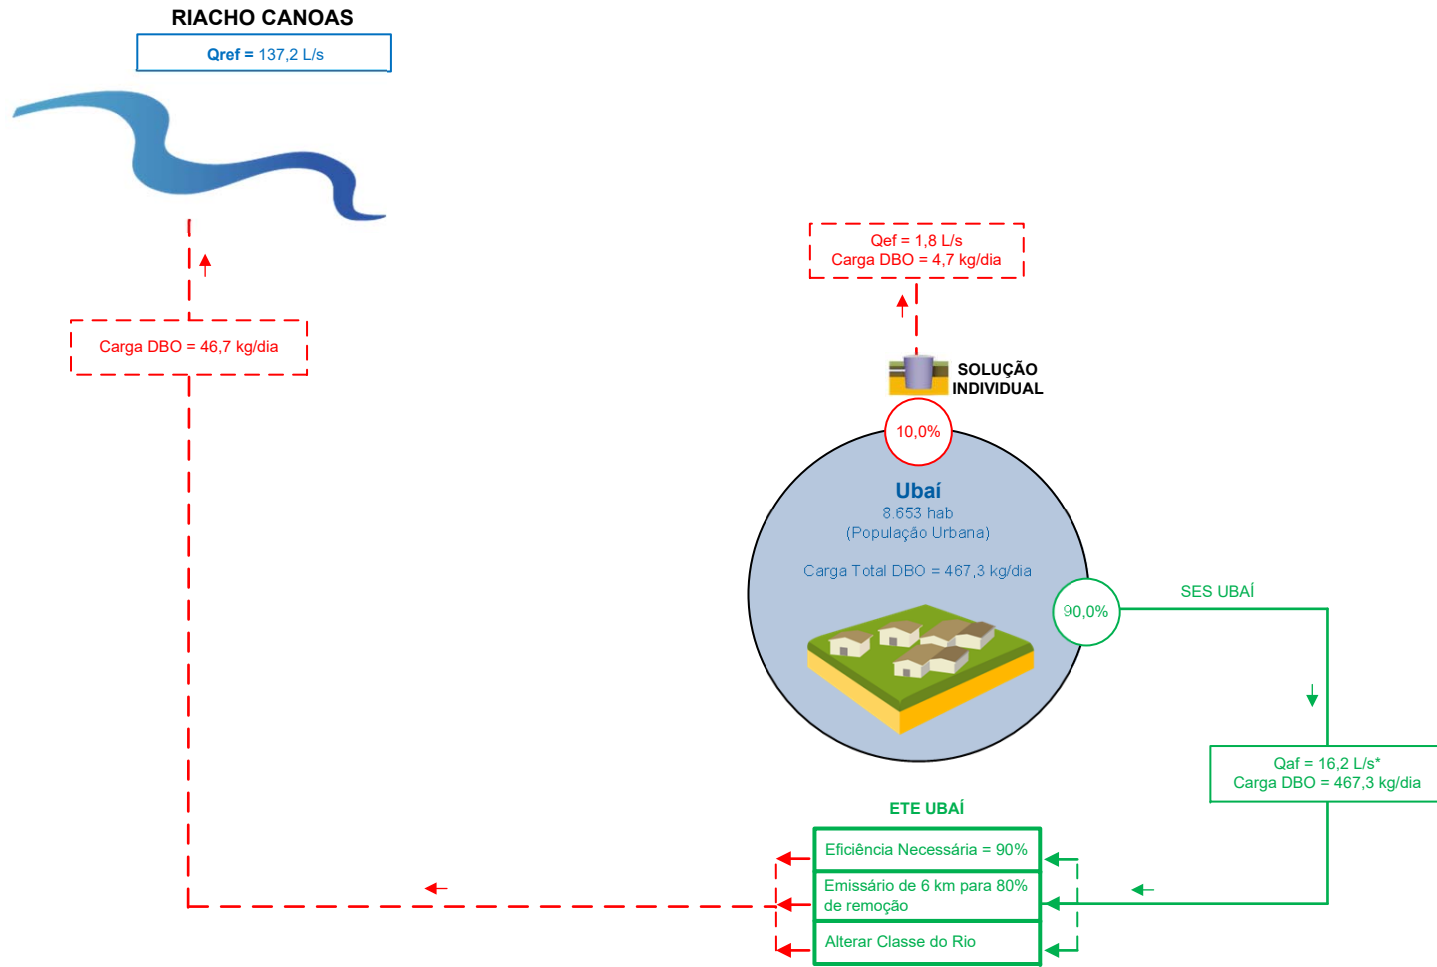 RIACHO CANOAS
Qref = 137,2 L/s
Qef = 1,8 L/s
Carga DBO = 4,7 kg/dia
Carga DBO = 46,7 kg/dia
SOLUÇÃO
INDIVIDUAL
10,0%
Ubaí
8.653 hab
(População Urbana)
Carga Total DBO = 467,3 kg/dia
90,0%
SES UBAÍ
Qaf = 16,2 L/s*
Carga DBO = 467,3 kg/dia
ETE UBAÍ
Eficiência Necessária = 90%
Emissário de 6 km para 80%
de remoção
Alterar Classe do Rio